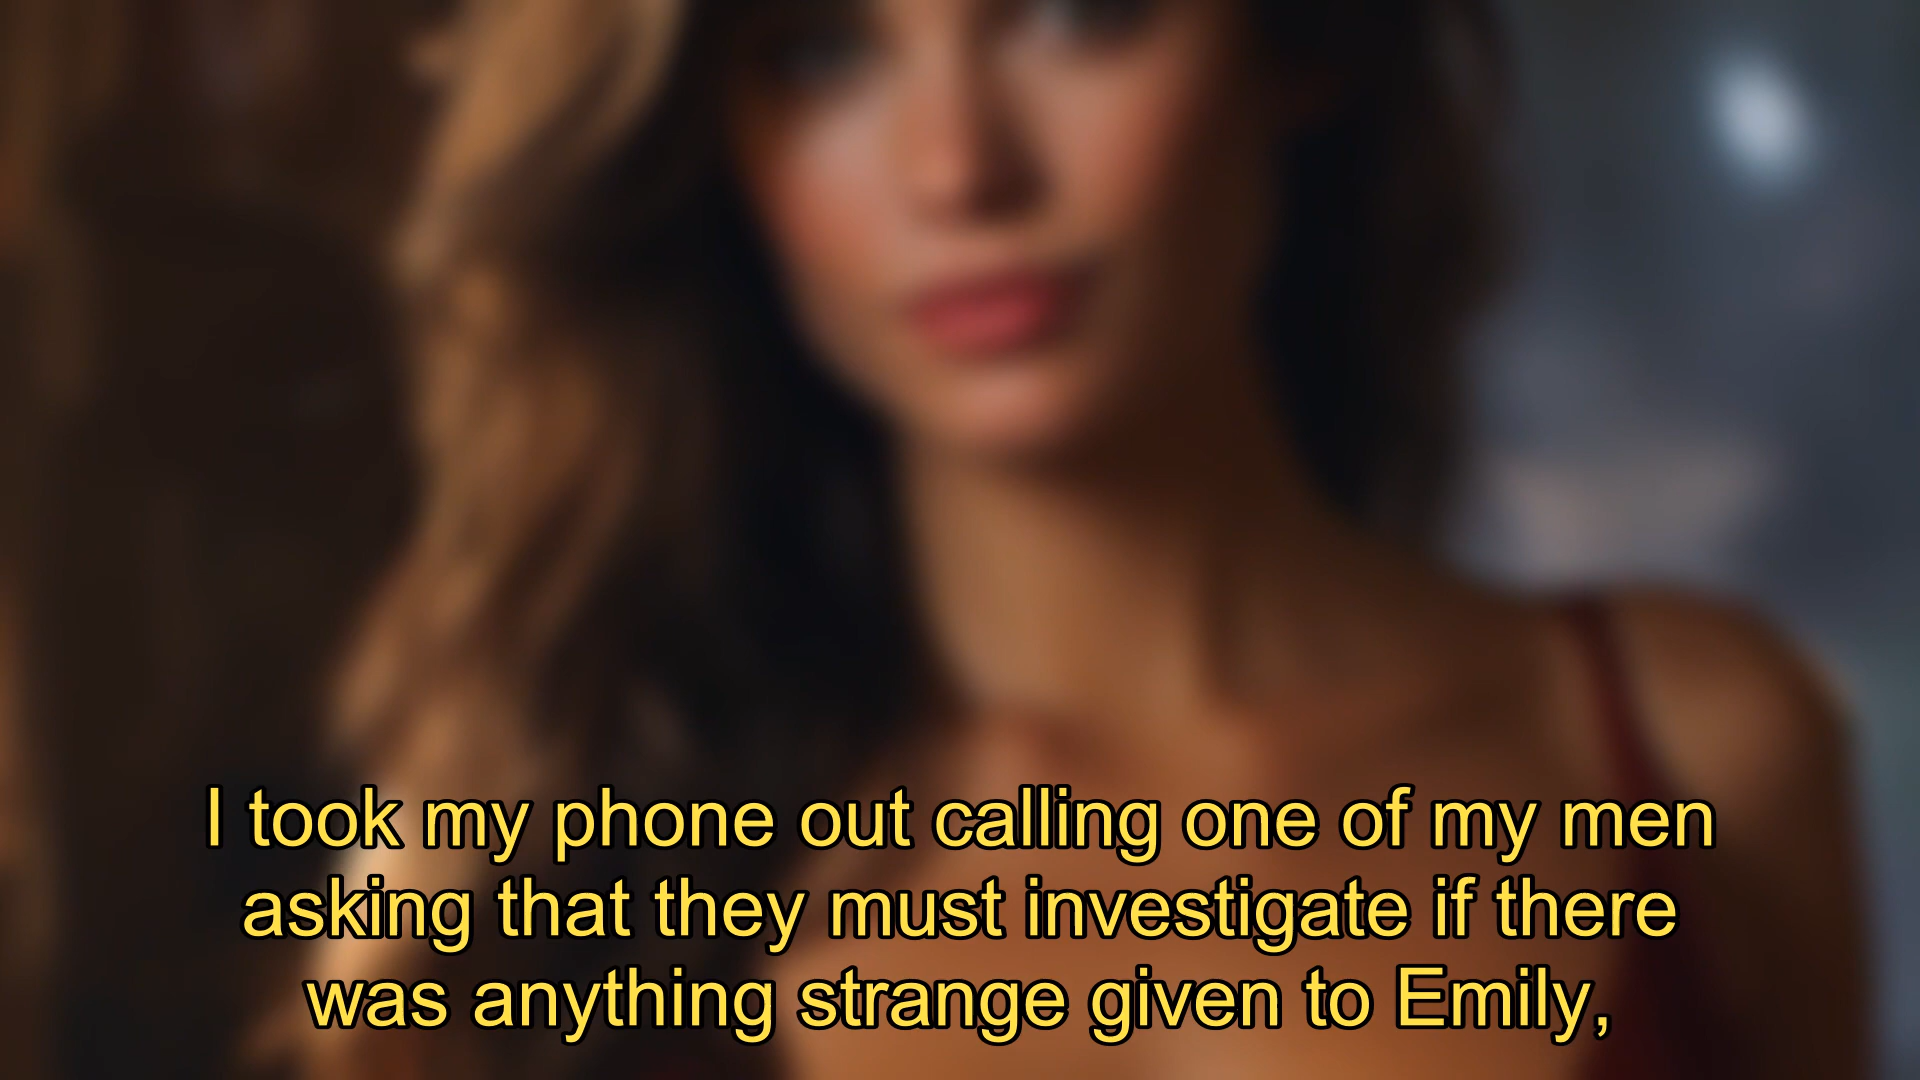 I took my phone out calling one of my men
asking that they must investigate if there
was anything strange given to Emily,